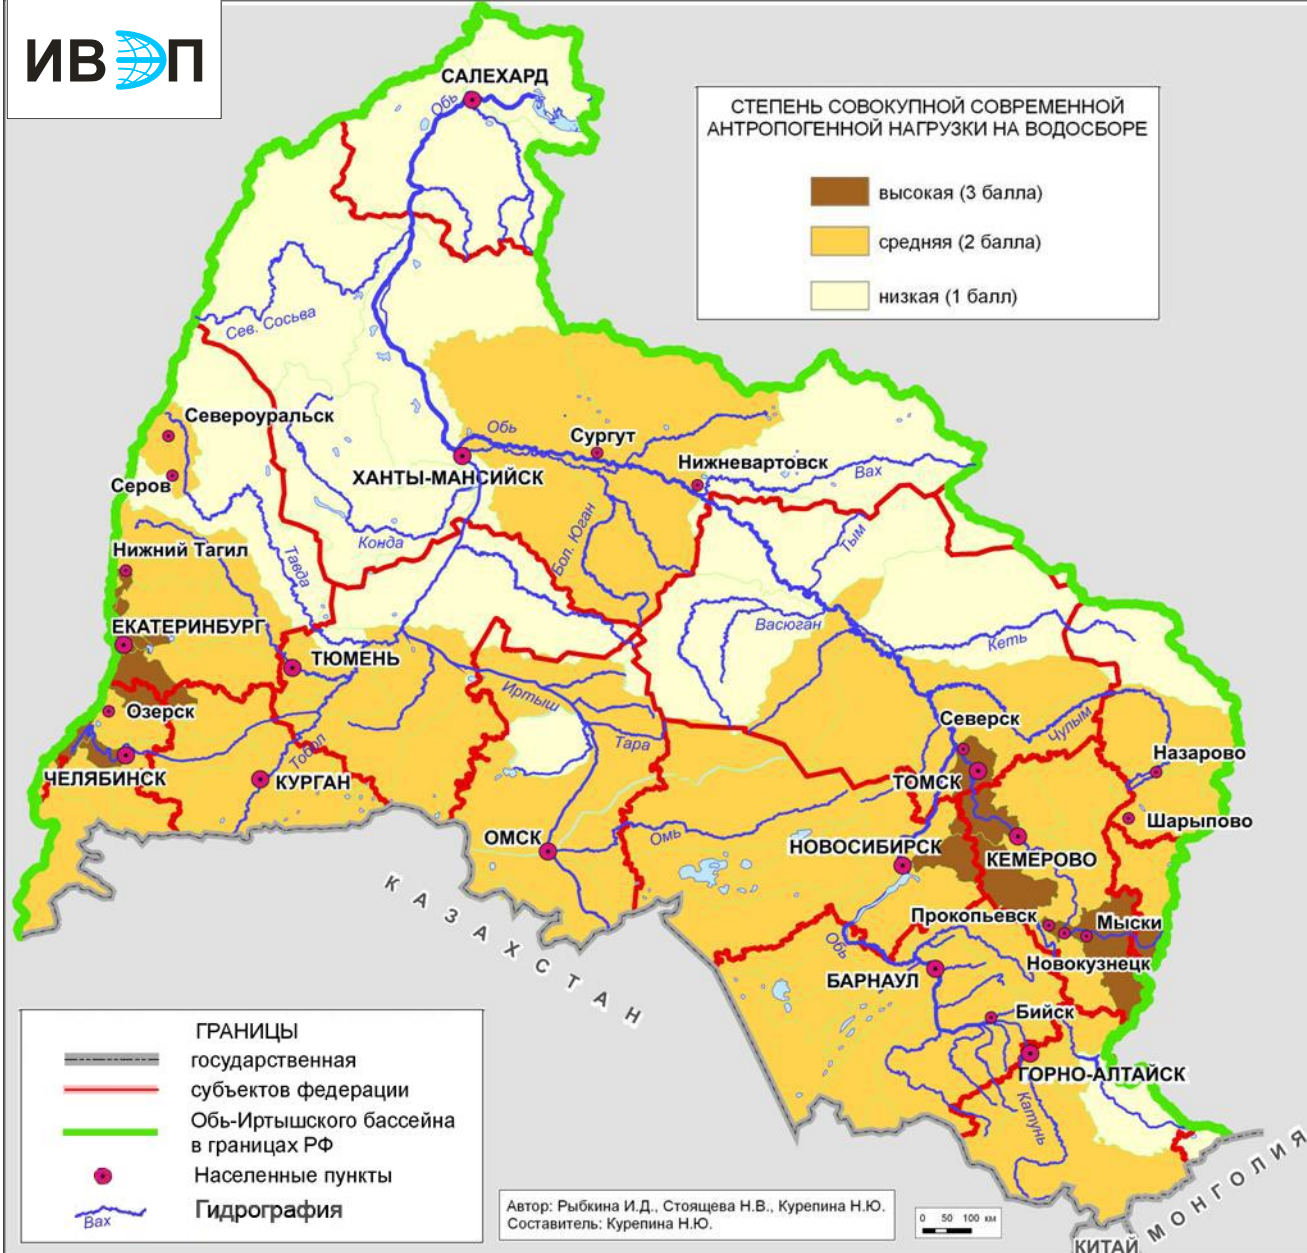 ИВЭП
САЛЕХАРД
Обь
СТЕПЕНЬ СОВОКУПНОЙ СОВРЕМЕННОЙ
АНТРОПОГЕННОЙ НАГРУЗКИ НА ВОДОСБОРЕ
высокая (3 балла)
средняя (2 балла)
низкая (1 балл)
Сев. Сосьва
Североуральск
Обь
Сургут
Нижневартовск
Вах
ХАНТЫ-МАНСИЙСК
Серов
Конда
Бол. Юган
Тым
Нижний Тагил
Тавда
Васюган
Кеть
ЕКАТЕРИНБУРГ
ТЮМЕНЬ
Иртыш
Озерск
Тара
Северск
Чулым
Назарово
Тобол
ЧЕЛЯБИНСК
КУРГАН
ТОМСК
Шарыпово
ОМСК
Омь
НОВОСИБИРСК
КЕМЕРОВО
КАЗАХСТАН
Прокопьевск
Мыски
Обь
Новокузнецк
БАРНАУЛ
Бийск
ГОРНО-АЛТАЙСК
Катунь
ГРАНИЦЫ
государственная
субъектов федерации
Обь-Иртышского бассейна
в границах РФ
Населенные пункты
Вах
Гидрография
Автор: Рыбкина И.Д., Стоящева Н.В., Курепина Н.Ю.
Составитель: Курепина Н.Ю.
0 50 100 км
КИТАЙ
МОНГОЛИЯ